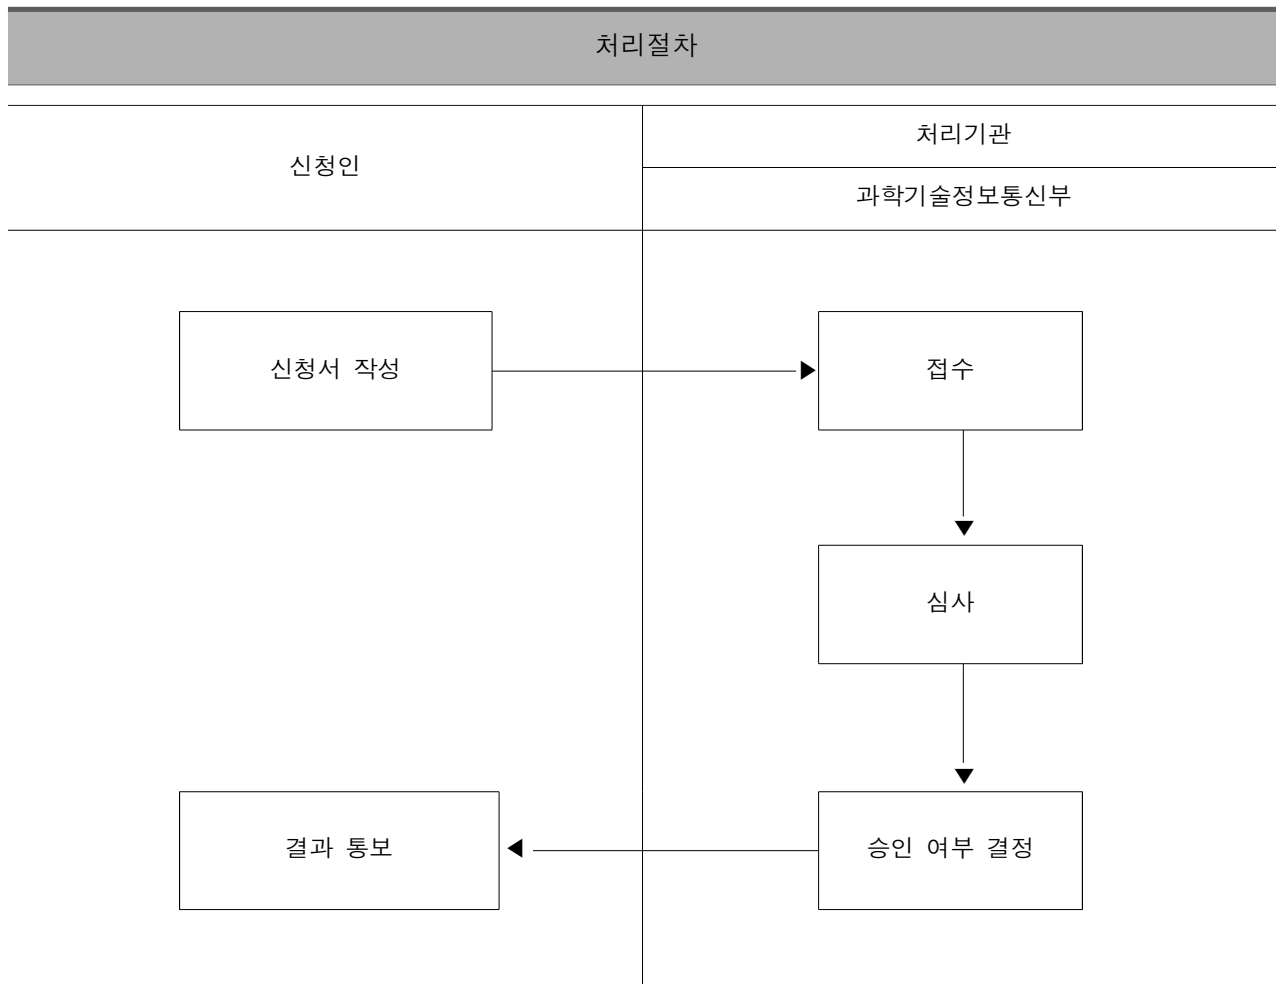 처리절차
신청인
처리기관
과학기술정보통신부
신청서 작성
접수
심사
결과 통보
승인 여부 결정